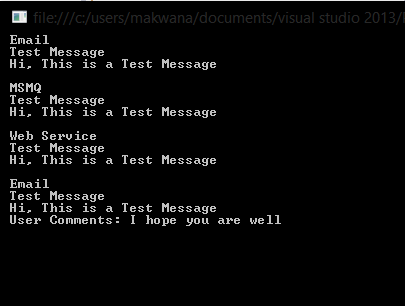 file:///c:/users/makwana/documents/visual studio 2013/
Email
Test Message
Hi, This is a Test Message
MSMQ
Test Message
Hi, This is a Test Message
Web Service
Test Message
Hi, This is a Test Message
Email
Test Message
Hi, This is a Test Message
User Comments: I hope you are well